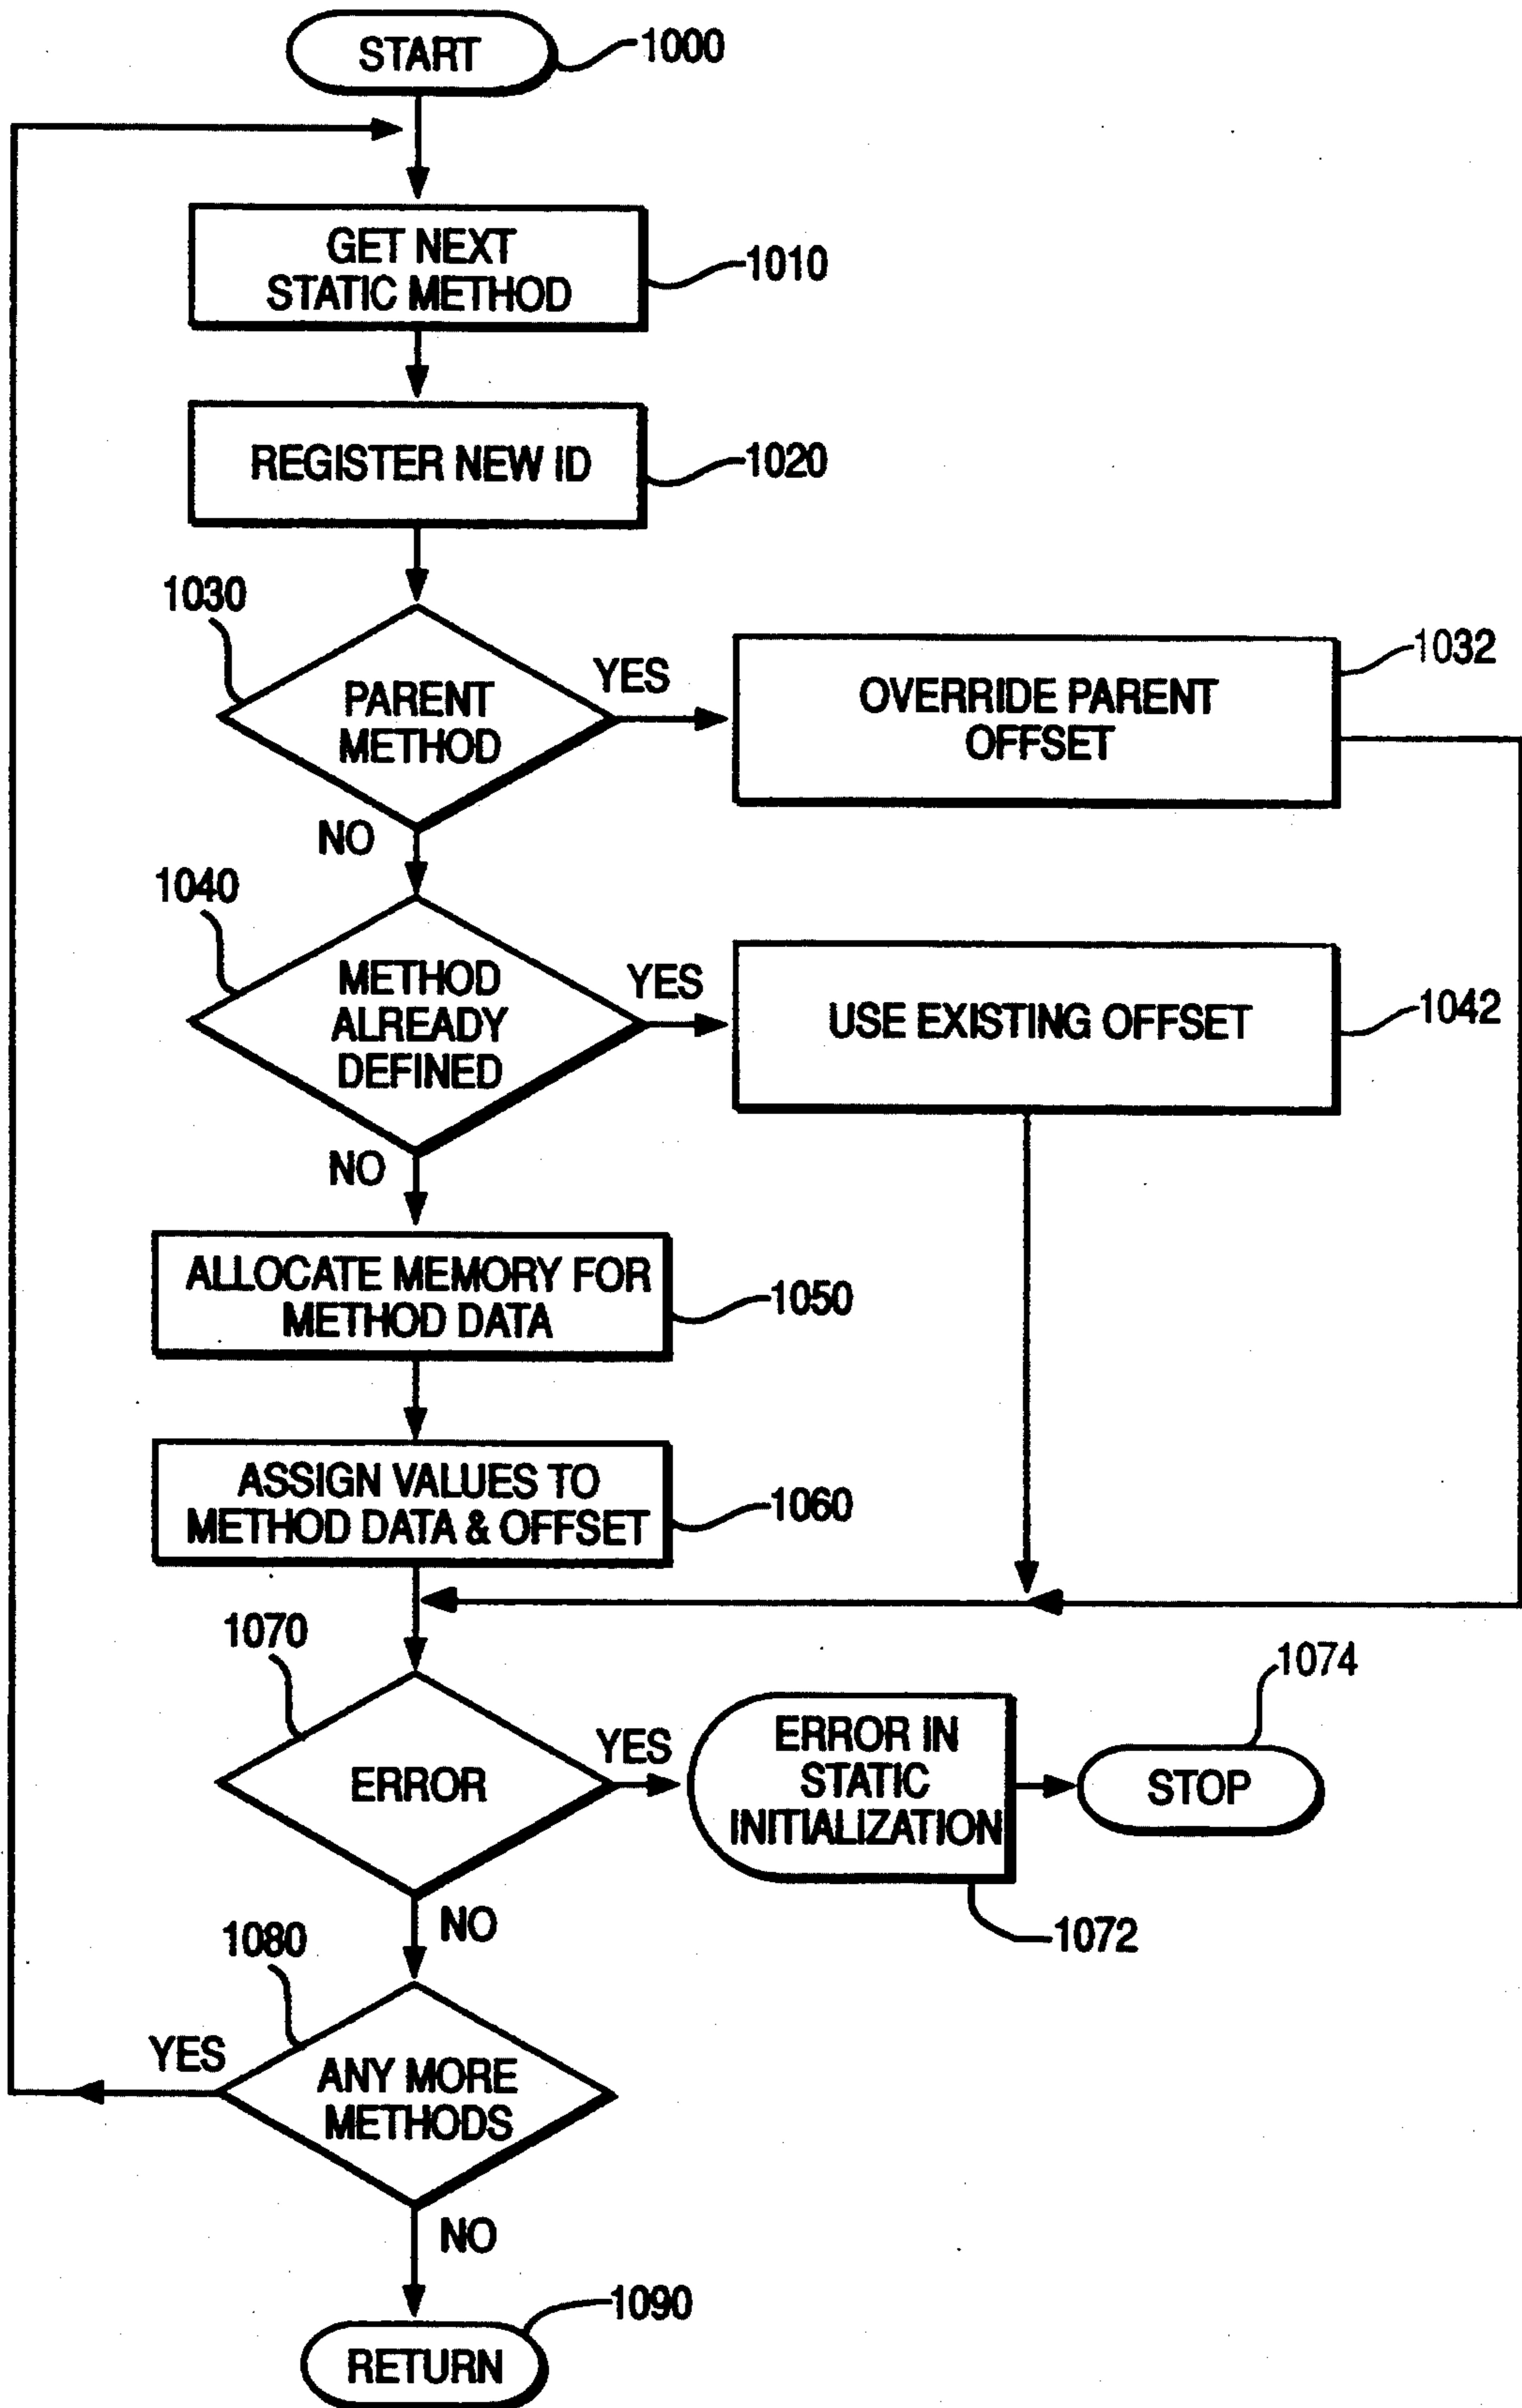 START
1000
GET NEXT
STATIC METHOD
1010
REGISTER NEW ID
1020
1030
PARENT
METHOD
YES
OVERRIDE PARENT
OFFSET
1032
NO
1040
METHOD
ALREADY
DEFINED
YES
USE EXISTING OFFSET
1042
NO
ALLOCATE MEMORY FOR
METHOD DATA
1050
ASSIGN VALUES TO
METHOD DATA & OFFSET
1060
1070
ERROR
YES
ERROR IN
STATIC
INITIALIZATION
1072
STOP
1074
NO
1080
YES
ANY MORE
METHODS
NO
1090
RETURN